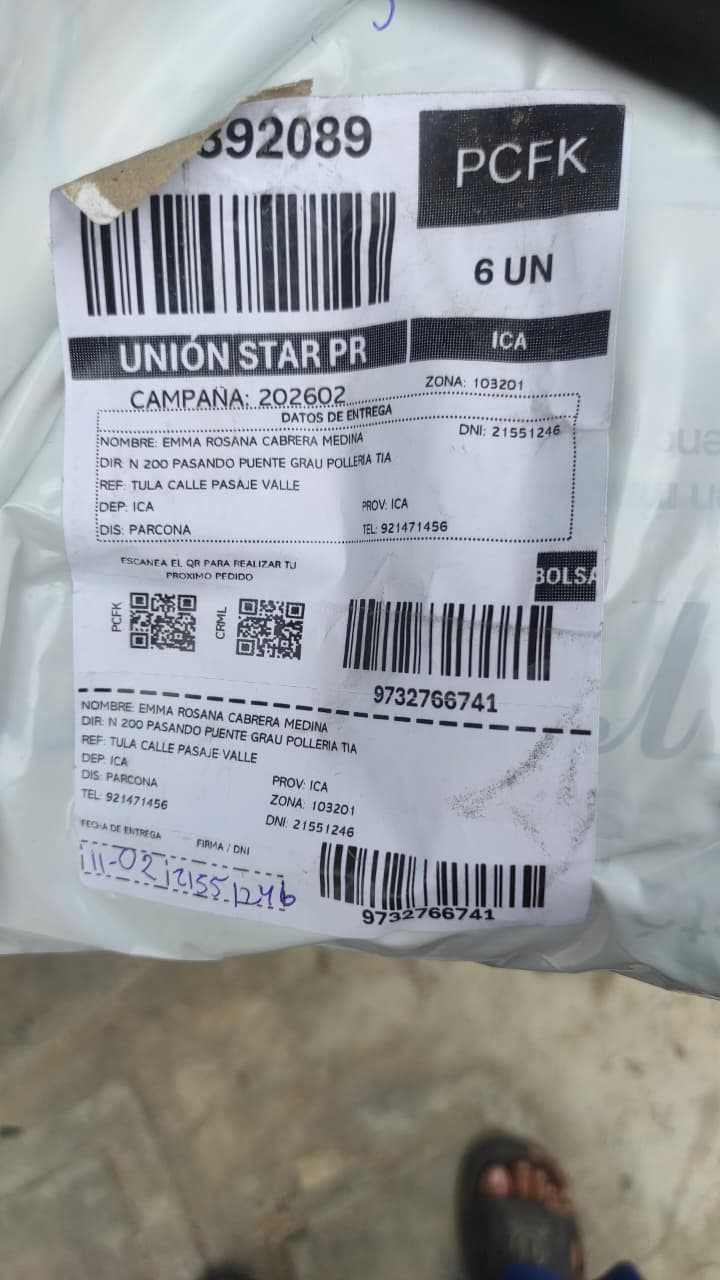 892089
PCFK
6 UN
UNIÓN STAR PR
ICA
CAMPAÑA: 202602
ZONA: 103201
DATOS DE ENTREGA
NOMBRE: EMMA ROSANA CABRERA MEDINA
DNI: 21551246
DIR: N 200 PASANDO PUENTE GRAU POLLERIA TIA
REF: TULA CALLE PASAJE VALLE
DEP: ICA
PROV: ICA
DIS: PARCONA
TEL: 921471456
ESCANEA EL QR PARA REALIZAR TU
PROXIMO PEDIDO
BOLSA
PCFK
CRML
9732766741
NOMBRE: EMMA ROSANA CABRERA MEDINA
DIR: N 200 PASANDO PUENTE GRAU POLLERIA TIA
REF: TULA CALLE PASAJE VALLE
DEP: ICA
PROV: ICA
DIS: PARCONA
ZONA: 103201
TEL: 921471456
DNI: 21551246
FECHA DE ENTREGA
FIRMA / DNI
11-02
21551246
9732766741